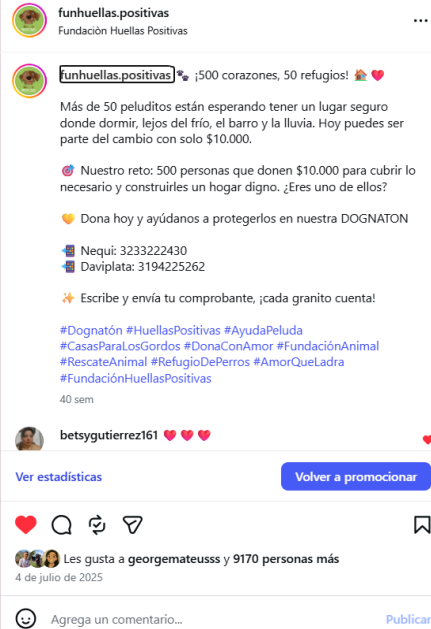 funhuellas.positivas
Fundaciòn Huellas Positivas
funhuellas.positivas 🐾 ¡500 corazones, 50 refugios! 🏠 ❤️
Más de 50 peluditos están esperando tener un lugar seguro
donde dormir, lejos del frío, el barro y la lluvia. Hoy puedes ser
parte del cambio con solo $10.000.
🎯 Nuestro reto: 500 personas que donen $10.000 para cubrir lo
necesario y construirles un hogar digno. ¿Eres uno de ellos?
💛 Dona hoy y ayúdanos a protegerlos en nuestra DOGNATON
📲 Nequi: 3233222430
📲 Daviplata: 3194225262
✨ Escribe y envía tu comprobante, ¡cada granito cuenta!
#Dognatón #HuellasPositivas #AyudaPeluda
#CasasParaLosGordos #DonaConAmor #FundaciónAnimal
#RescateAnimal #RefugioDePerros #AmorQueLadra
#FundaciónHuellasPositivas
40 sem
betsygutierrez161 ❤️ ❤️ ❤️
Ver estadísticas
Volver a promocionar
Les gusta a georgemateusss y 9170 personas más
4 de julio de 2025
Agrega un comentario...
Publicar